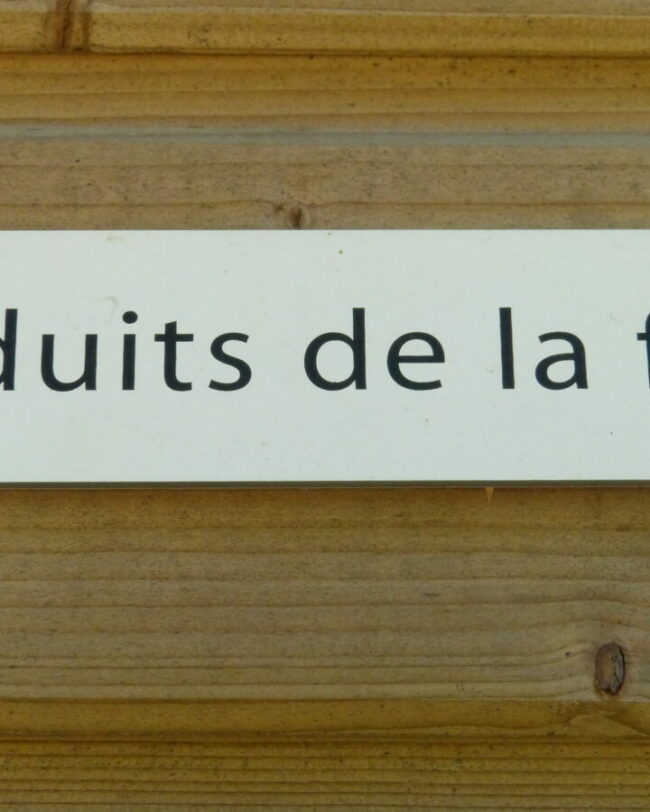 duits de la f